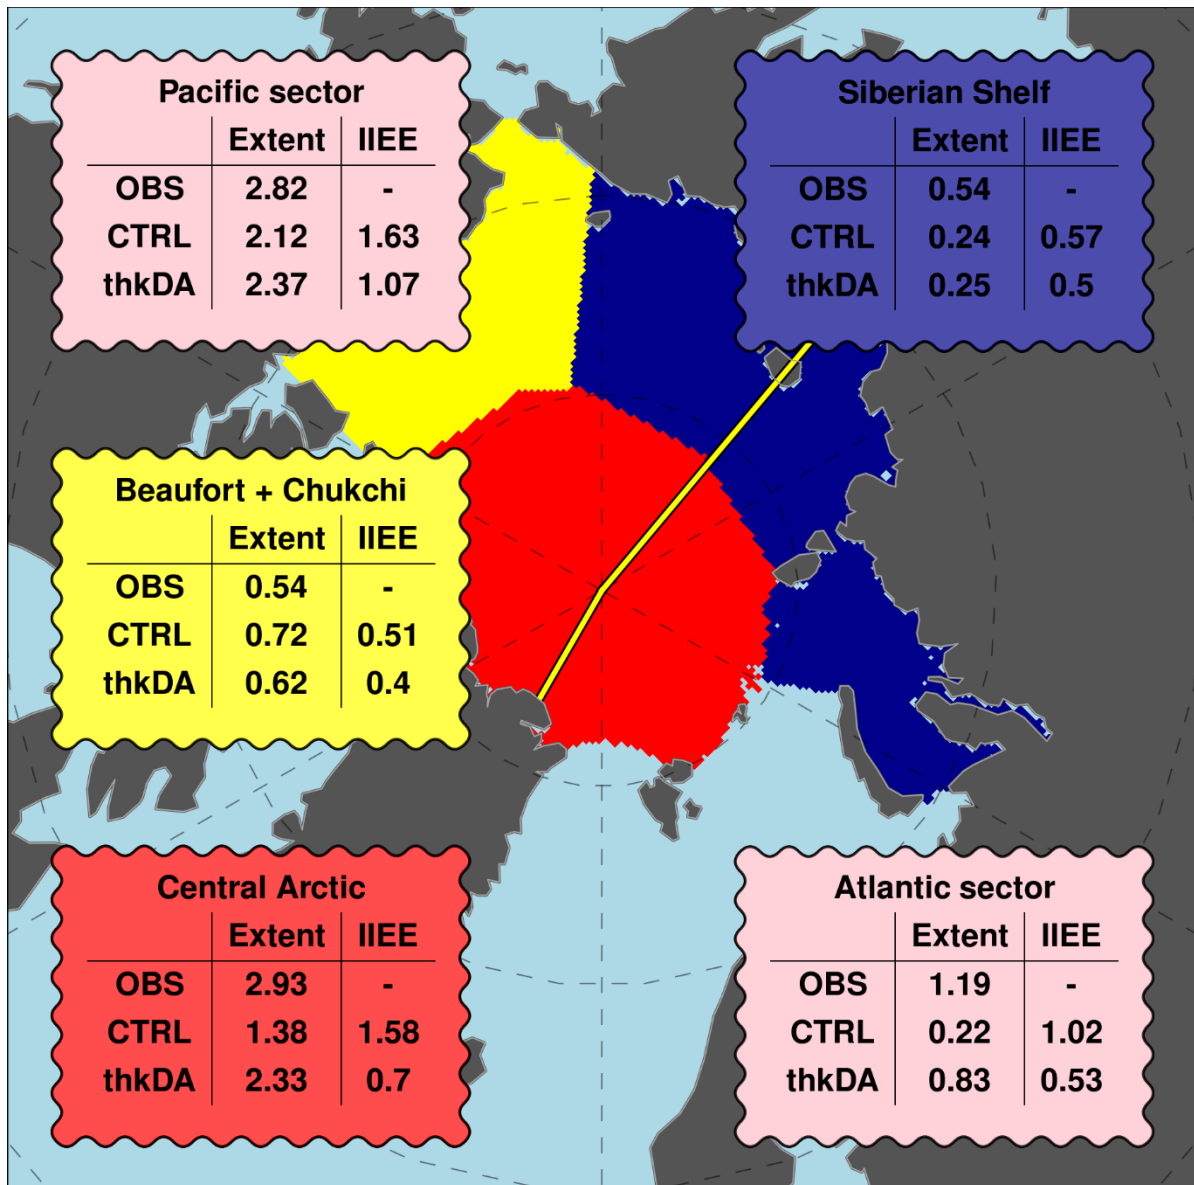 Pacific sector
Extent IIEE
OBS 2.82 -
CTRL 2.12 1.63
thkDA 2.37 1.07
Siberian Shelf
Extent IIEE
OBS 0.54 -
CTRL 0.24 0.57
thkDA 0.25 0.5
Beaufort + Chukchi
Extent IIEE
OBS 0.54 -
CTRL 0.72 0.51
thkDA 0.62 0.4
Central Arctic
Extent IIEE
OBS 2.93 -
CTRL 1.38 1.58
thkDA 2.33 0.7
Atlantic sector
Extent IIEE
OBS 1.19 -
CTRL 0.22 1.02
thkDA 0.83 0.53